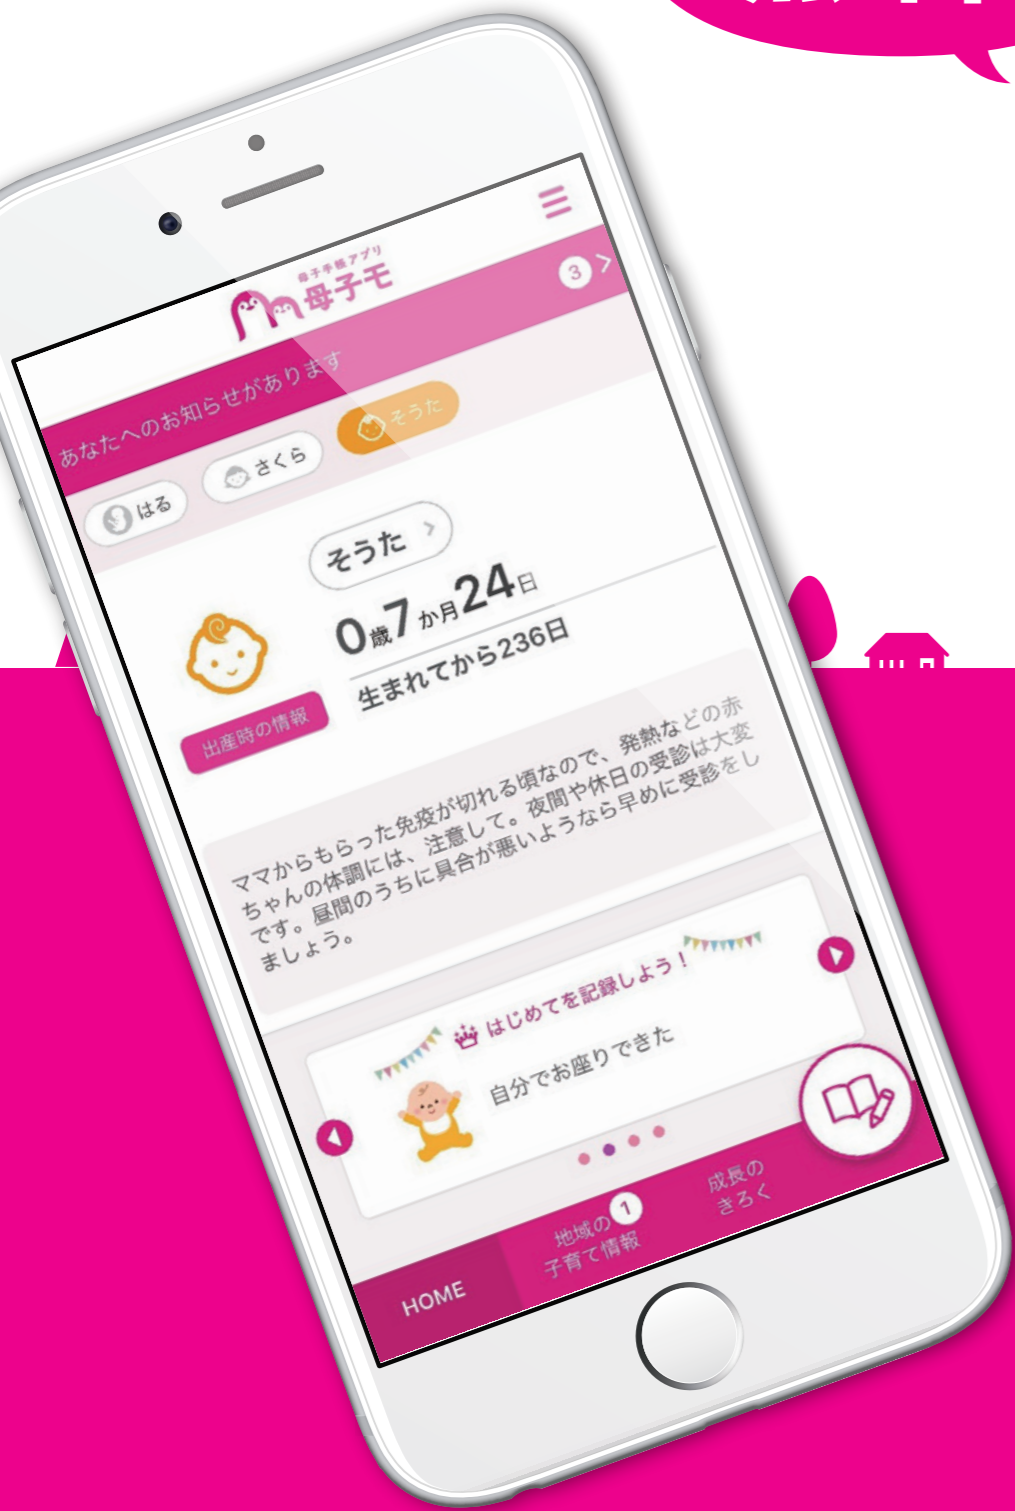 母子手帳アプリ
母子モ
あなたへのお知らせがあります
3
はる
さくら
そうた
そうた
0歳7か月24日
生まれてから236日
出産時の情報
ママからもらった免疫が切れる頃なので、発熱などの赤
ちゃんの体調には、注意して。夜間や休日の受診は大変
です。昼間のうちに具合が悪いようなら早めに受診をし
ましょう。
はじめてを記録しよう！
自分でお座りできた
HOME
地域の
子育て情報
1
成長の
きろく